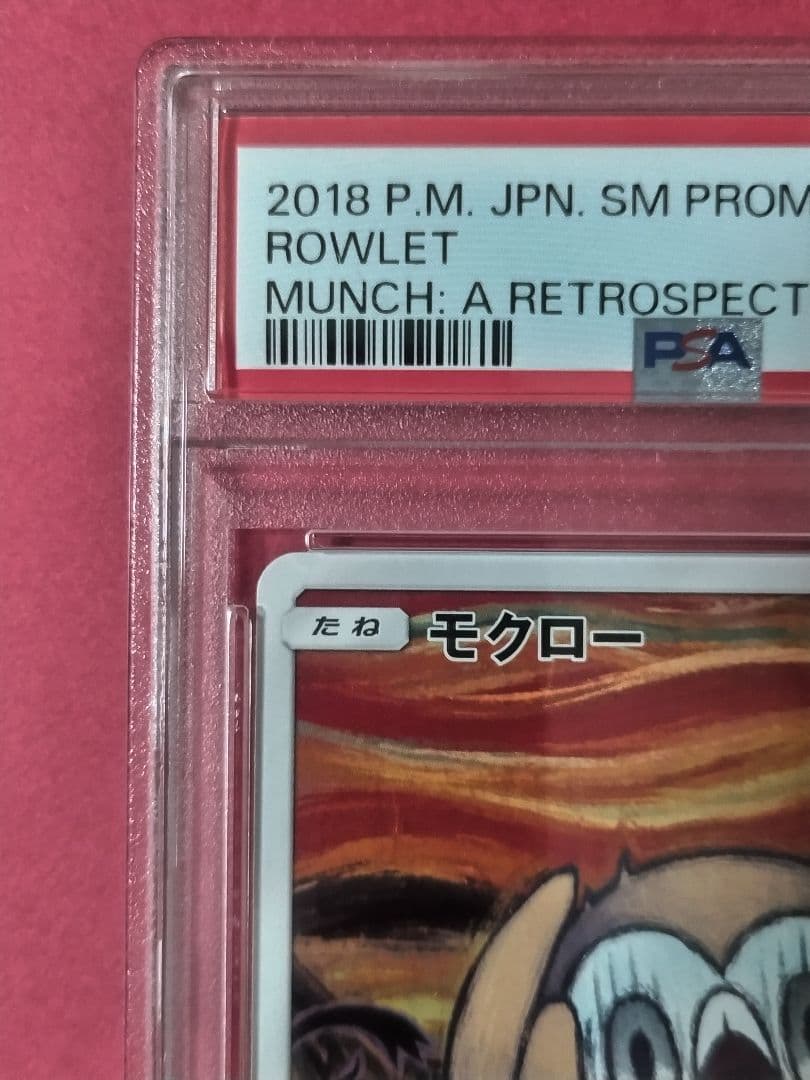 2018 P.M. JPN. SM PROM
ROWLET
MUNCH: A RETROSPECT
PSA
たね
モクロー